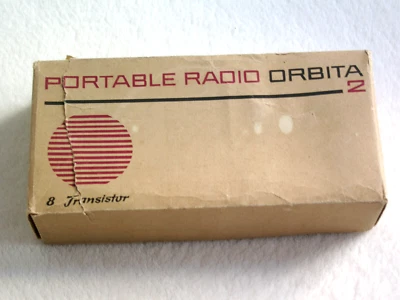 PORTABLE RADIO ORBITA
2
8 Transistor